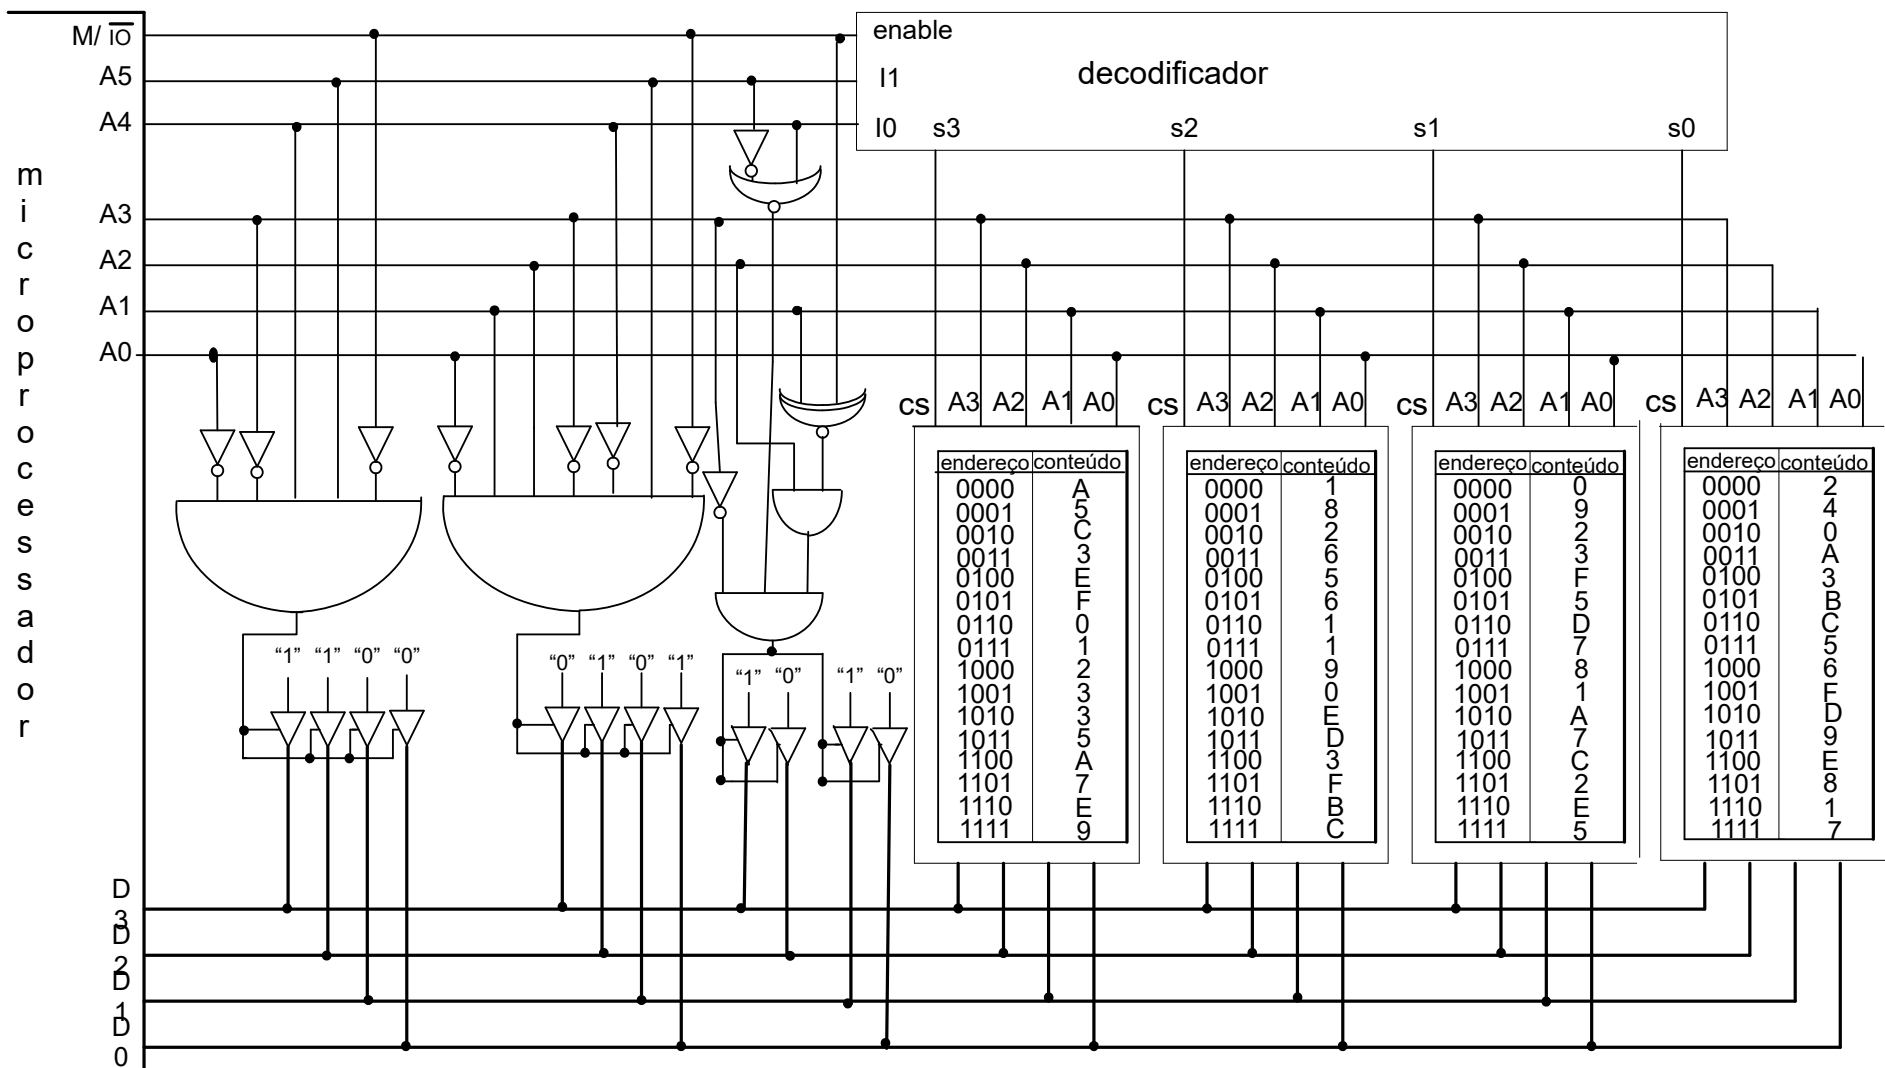 M/ IO
A5
A4
A3
A2
A1
A0
microprocessador
enable
I1
decodificador
I0 s3 s2 s1 s0
"1" "1" "0" "0"
"0" "1" "0" "1"
"1" "0" "1" "0"
cs A3 A2 A1 A0
endereço conteúdo
0000 A
0001 5
0010 C
0011 3
0100 E
0101 F
0110 0
0111 1
1000 2
1001 3
1010 3
1011 5
1100 A
1101 7
1110 E
1111 9
cs A3 A2 A1 A0
endereço conteúdo
0000 1
0001 8
0010 2
0011 6
0100 5
0101 6
0110 1
0111 1
1000 9
1001 0
1010 E
1011 D
1100 3
1101 F
1110 B
1111 C
cs A3 A2 A1 A0
endereço conteúdo
0000 0
0001 9
0010 2
0011 3
0100 F
0101 5
0110 D
0111 7
1000 8
1001 1
1010 A
1011 7
1100 C
1101 2
1110 E
1111 5
cs A3 A2 A1 A0
endereço conteúdo
0000 2
0001 4
0010 0
0011 A
0100 3
0101 B
0110 C
0111 5
1000 6
1001 F
1010 D
1011 9
1100 E
1101 8
1110 1
1111 7
D
3
D
2
D
1
D
0